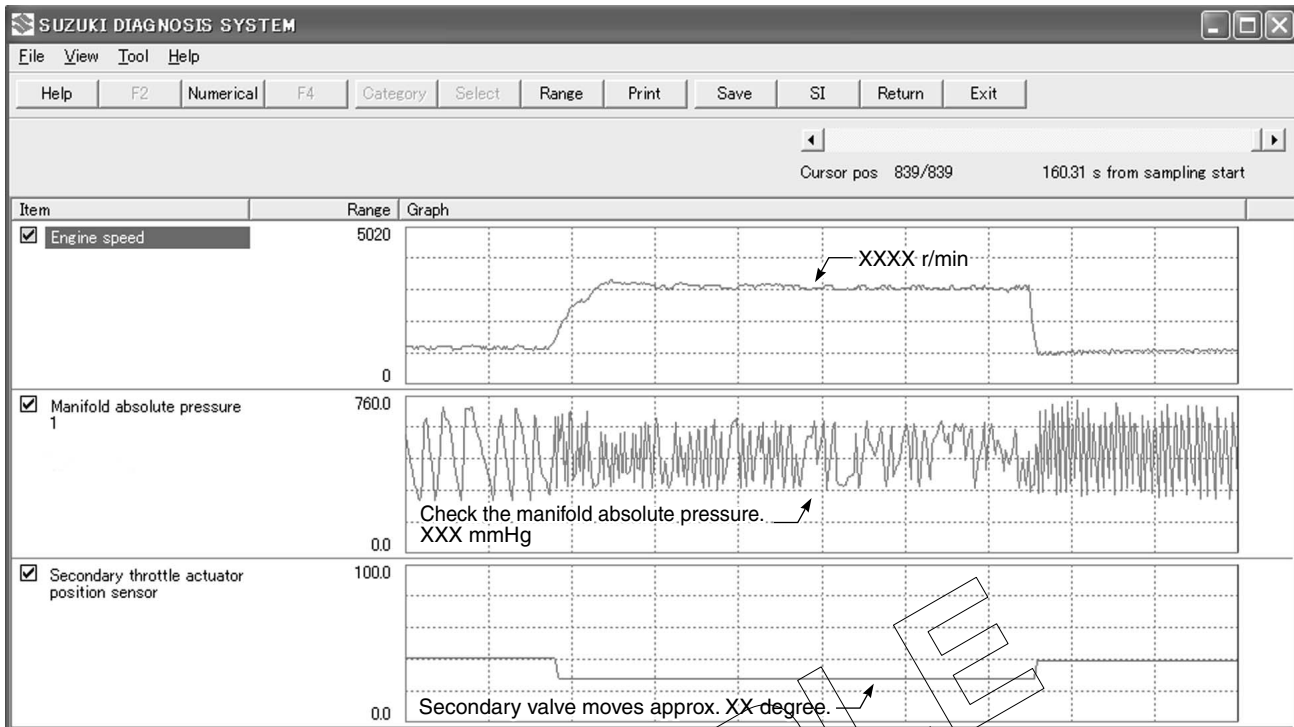 SUZUKI DIAGNOSIS SYSTEM
File View Tool Help
Help F2 Numerical F4 Category Select Range Print Save SI Return Exit
Cursor pos 839/839 160.31 s from sampling start
Item Range Graph
Engine speed 5020
XXXX r/min
0
Manifold absolute pressure 760.0
1
Check the manifold absolute pressure.
XXX mmHg
0.0
Secondary throttle actuator 100.0
position sensor
Secondary valve moves approx. XX degree.
0.0